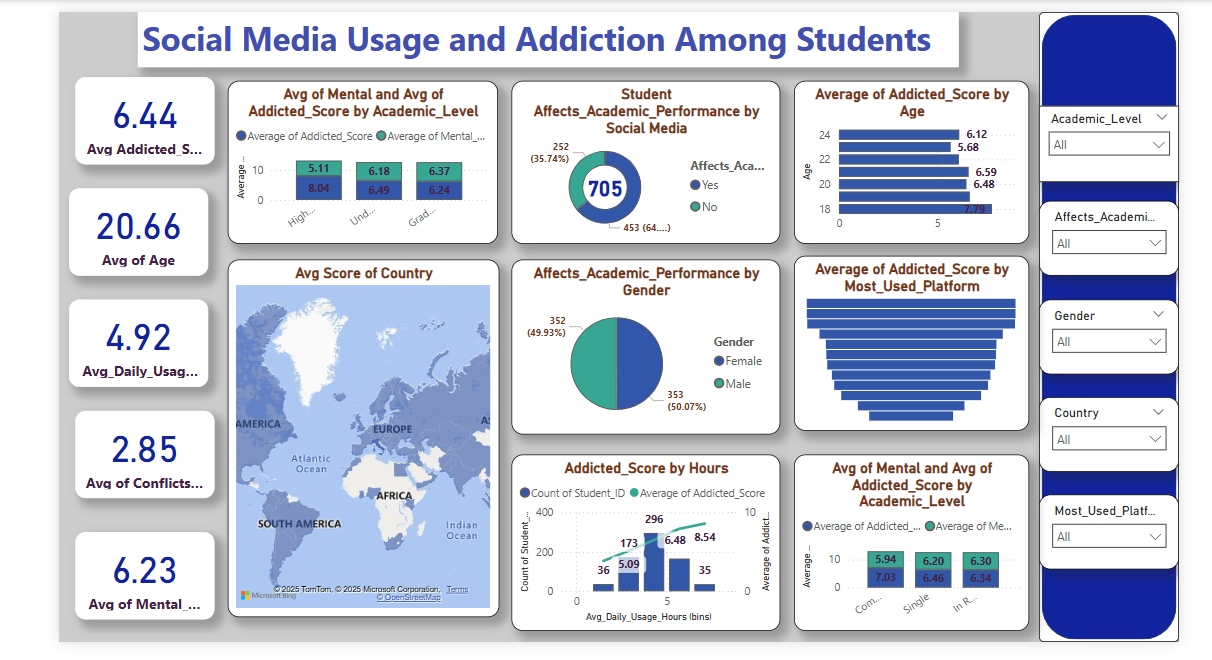 Social Media Usage and Addiction Among Students
6.44
Avg Addicted_S...
20.66
Avg of Age
4.92
Avg_Daily_Usag...
2.85
Avg of Conflicts...
6.23
Avg of Mental_...
Avg of Mental and Avg of
Addicted_Score by Academic_Level
Average of Addicted_Score
Average of Mental_...
Average ...
10
0
5.11
6.18
6.37
8.04
6.49
6.24
High...
Und...
Grad...
Student
Affects_Academic_Performance by
Social Media
252
(35.74%)
705
453 (64....)
Affects_Aca...
Yes
No
Average of Addicted_Score by
Age
Age
24
22
20
18
6.12
5.68
6.59
6.48
7.79
0
5
Avg Score of Country
AMERICA
EUROPE
AS
Atlantic
Ocean
AFRICA
SOUTH AMERICA
Indian
Ocean
©2025 TomTom, © 2025 Microsoft Corporation, Terms
Microsoft Bing
© OpenStreetMap
Affects_Academic_Performance by
Gender
352
(49.93%)
353
(50.07%)
Gender
Female
Male
Average of Addicted_Score by
Most_Used_Platform
Addicted_Score by Hours
Count of Student_ID
Average of Addicted_Score
Count of Student_...
400
200
0
36
173
5.09
296
6.48
8.54
35
10
0
Average of Addict...
0
5
Avg_Daily_Usage_Hours (bins)
Avg of Mental and Avg of
Addicted_Score by
Academic_Level
Average of Addicted_...
Average of Me...
Average ...
10
0
5.94
6.20
6.30
7.03
6.46
6.34
Com...
Single
In R...
Academic_Level
All
Affects_Academi...
All
Gender
All
Country
All
Most_Used_Platf...
All